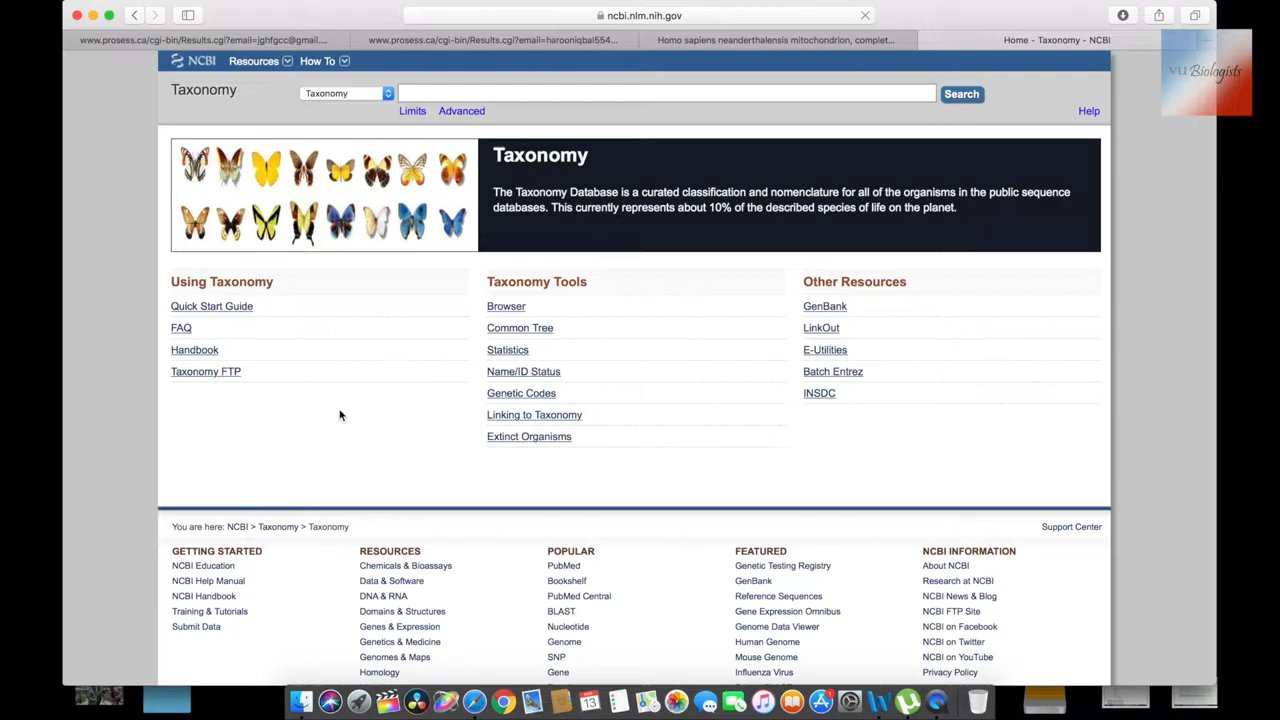 ncbi.nlm.nih.gov
www.prosess.ca/cgi-bin/Results.cgi?email=jghfgcc@gmail....
www.prosess.ca/cgi-bin/Results.cgi?email=harooniqbal554...
Homo sapiens neanderthalensis mitochondrion, complet...
Home - Taxonomy - NCBI
vu Biologists
NCBI Resources How To
Taxonomy
Taxonomy
Search
Limits Advanced
Help
Taxonomy
The Taxonomy Database is a curated classification and nomenclature for all of the organisms in the public sequence
databases. This currently represents about 10% of the described species of life on the planet.
Using Taxonomy
Quick Start Guide
FAQ
Handbook
Taxonomy FTP
Taxonomy Tools
Browser
Common Tree
Statistics
Name/ID Status
Genetic Codes
Linking to Taxonomy
Extinct Organisms
Other Resources
GenBank
LinkOut
E-Utilities
Batch Entrez
INSDC
You are here: NCBI > Taxonomy > Taxonomy
Support Center
GETTING STARTED
NCBI Education
NCBI Help Manual
NCBI Handbook
Training & Tutorials
Submit Data
RESOURCES
Chemicals & Bioassays
Data & Software
DNA & RNA
Domains & Structures
Genes & Expression
Genetics & Medicine
Genomes & Maps
Homology
POPULAR
PubMed
Bookshelf
PubMed Central
BLAST
Nucleotide
Genome
SNP
Gene
FEATURED
Genetic Testing Registry
GenBank
Reference Sequences
Gene Expression Omnibus
Genome Data Viewer
Human Genome
Mouse Genome
Influenza Virus
NCBI INFORMATION
About NCBI
Research at NCBI
NCBI News & Blog
NCBI FTP Site
NCBI on Facebook
NCBI on Twitter
NCBI on YouTube
Privacy Policy
13